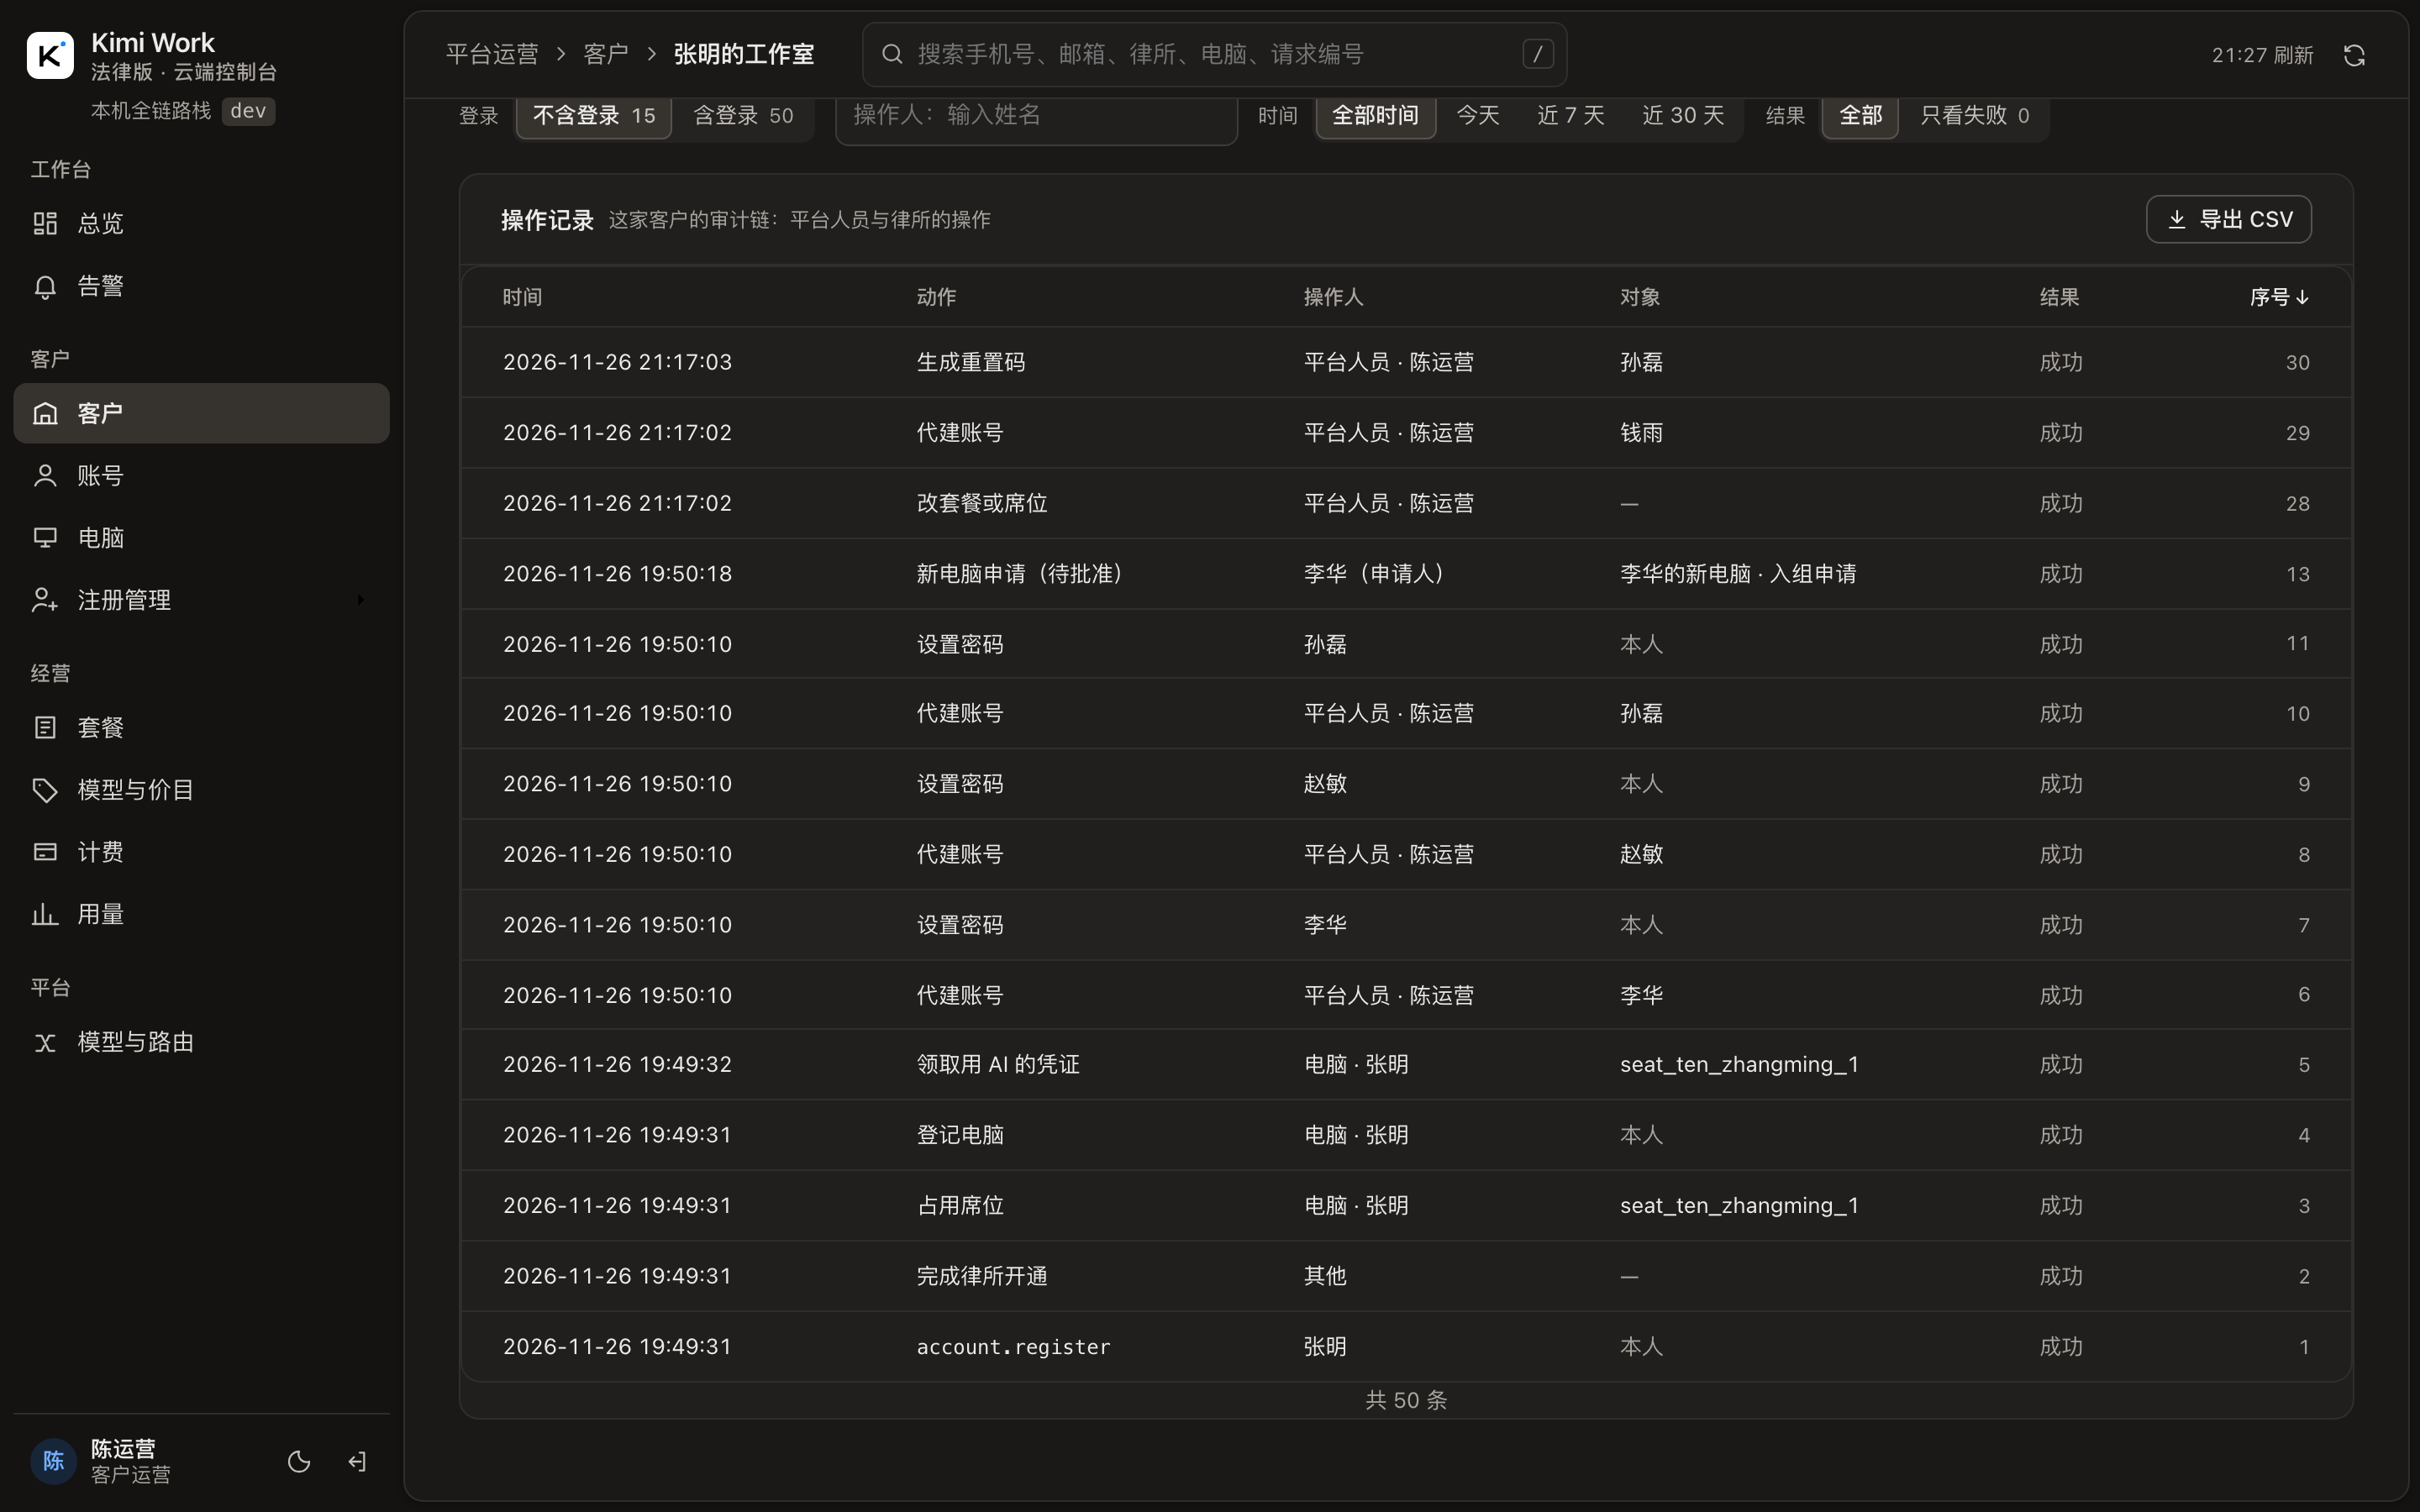 Kimi Work
法律版 · 云端控制台
本机全链路栈 dev
工作台
总览
告警
客户
客户
账号
电脑
注册管理
经营
套餐
模型与价目
计费
用量
平台
模型与路由
陈 陈运营
客户运营
平台运营 > 客户 > 张明的工作室
搜索手机号、邮箱、律所、电脑、请求编号 /
21:27 刷新
登录 不含登录 15 含登录 50 操作人：输入姓名 时间 全部时间 今天 近 7 天 近 30 天 结果 全部 只看失败 0
操作记录 这家客户的审计链：平台人员与律所的操作 导出 CSV
时间 动作 操作人 对象 结果 序号↓
2026-11-26 21:17:03 生成重置码 平台人员 · 陈运营 孙磊 成功 30
2026-11-26 21:17:02 代建账号 平台人员 · 陈运营 钱雨 成功 29
2026-11-26 21:17:02 改套餐或席位 平台人员 · 陈运营 — 成功 28
2026-11-26 19:50:18 新电脑申请（待批准） 李华（申请人） 李华的新电脑 · 入组申请 成功 13
2026-11-26 19:50:10 设置密码 孙磊 本人 成功 11
2026-11-26 19:50:10 代建账号 平台人员 · 陈运营 孙磊 成功 10
2026-11-26 19:50:10 设置密码 赵敏 本人 成功 9
2026-11-26 19:50:10 代建账号 平台人员 · 陈运营 赵敏 成功 8
2026-11-26 19:50:10 设置密码 李华 本人 成功 7
2026-11-26 19:50:10 代建账号 平台人员 · 陈运营 李华 成功 6
2026-11-26 19:49:32 领取用 AI 的凭证 电脑 · 张明 seat_ten_zhangming_1 成功 5
2026-11-26 19:49:31 登记电脑 电脑 · 张明 本人 成功 4
2026-11-26 19:49:31 占用席位 电脑 · 张明 seat_ten_zhangming_1 成功 3
2026-11-26 19:49:31 完成律所开通 其他 — 成功 2
2026-11-26 19:49:31 account.register 张明 本人 成功 1
共 50 条